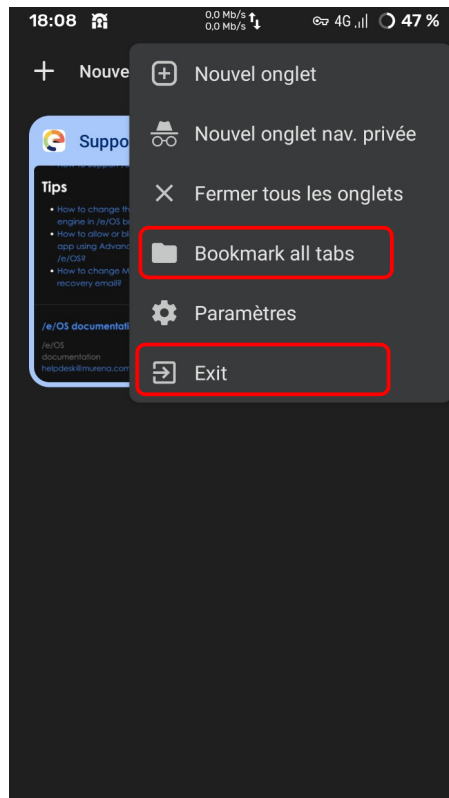 18:08
0,0 Mb/s
0,0 Mb/s
4G
47 %
Nouve
Nouvel onglet
Suppo
Nouvel onglet nav. privée
Fermer tous les onglets
Bookmark all tabs
Paramètres
Exit
Tips
How to change th
engine in /e/OS b
How to allow or bl
app using Advanc
/e/OS?
How to change M
recovery email?
/e/OS documentati
/e/OS
documentation
helpdesk@murena.com